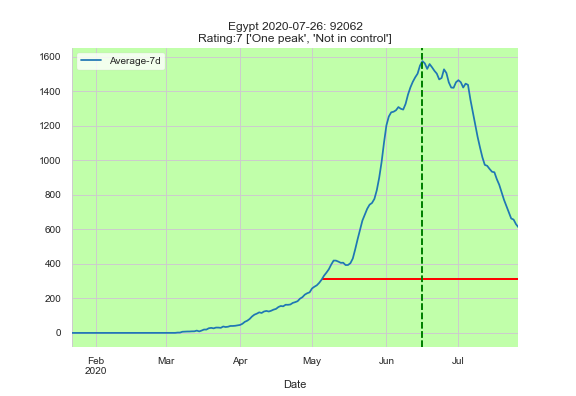 Egypt 2020-07-26: 92062
Rating:7 ['One peak', 'Not in control']
Average-7d
1600
1400
1200
1000
800
600
400
200
0
Feb Mar Apr May Jun Jul
2020
Date